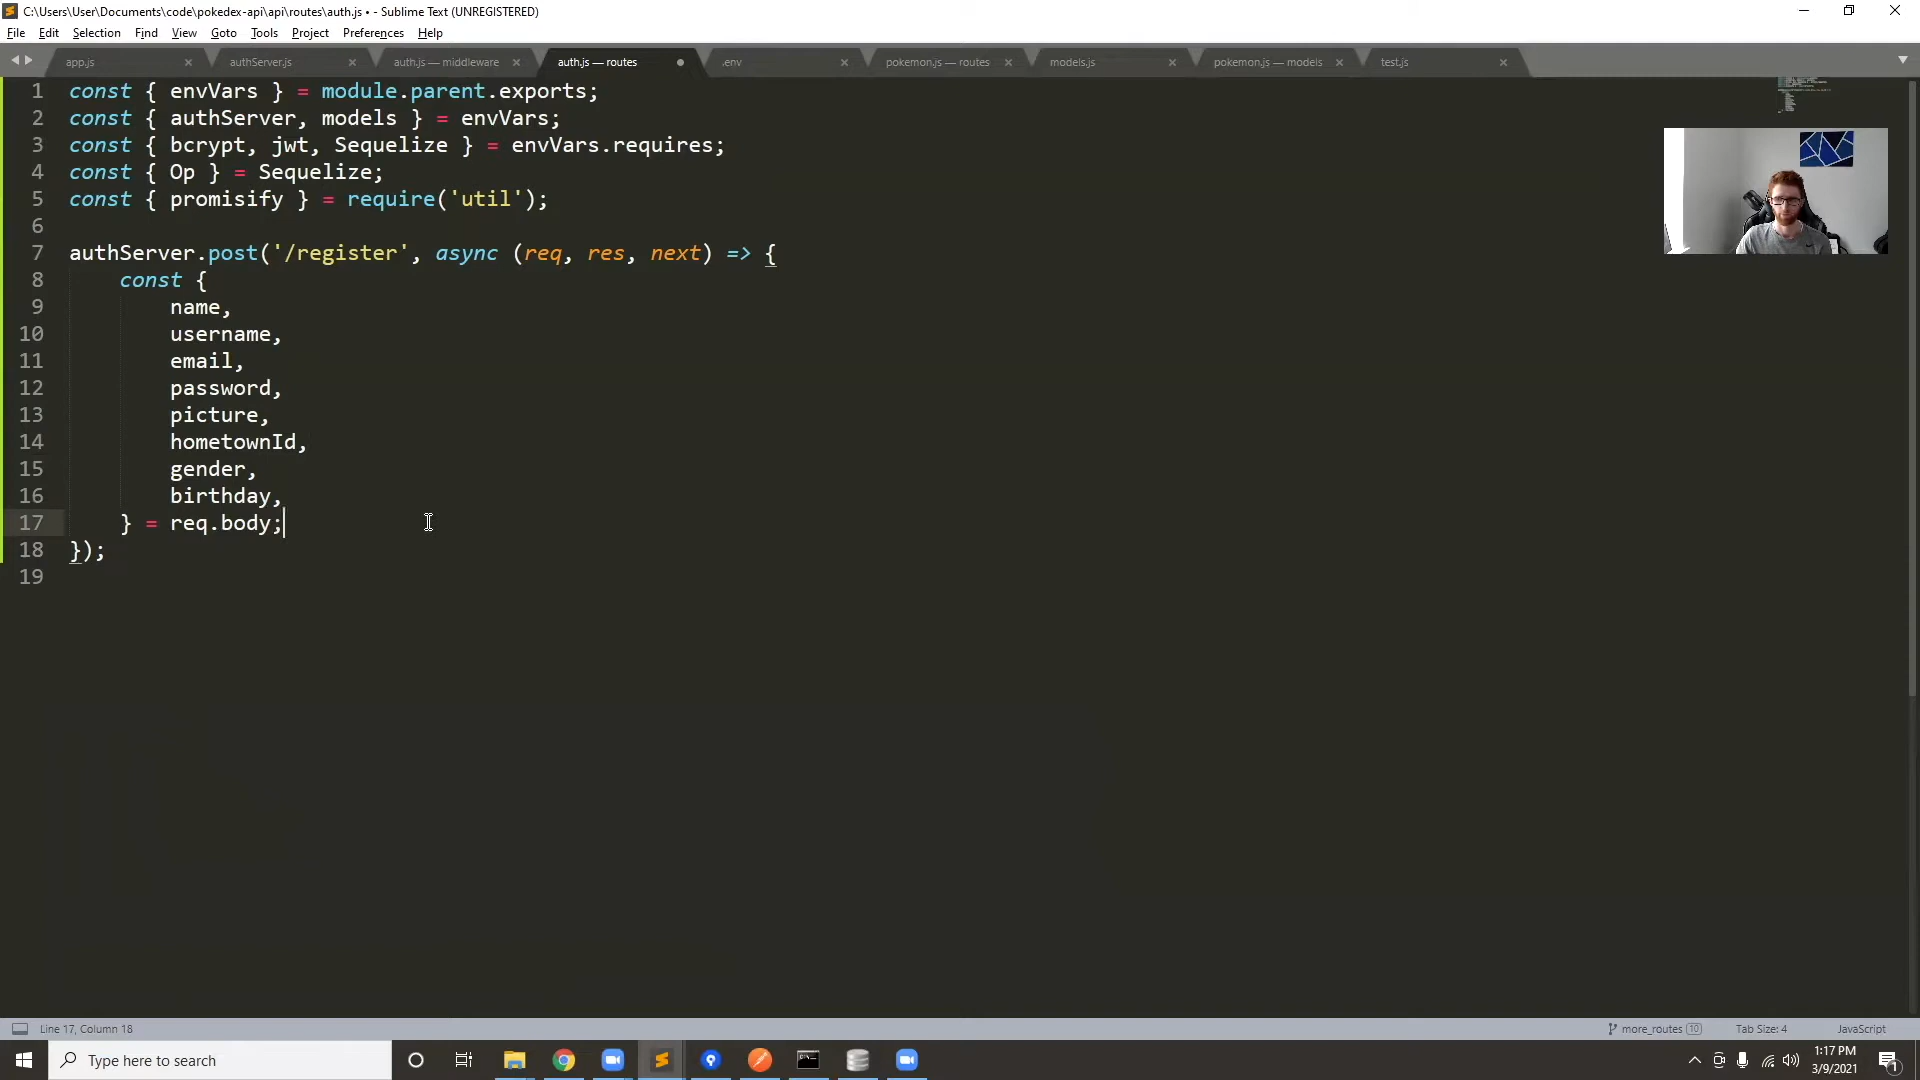 C:\Users\User\Documents\code\pokedex-api\api\routes\auth.js • - Sublime Text (UNREGISTERED)
File Edit Selection Find View Goto Tools Project Preferences Help
app.js authServer.js auth.js — middleware auth.js — routes .env pokemon.js — routes models.js pokemon.js — models test.js
1 const { envVars } = module.parent.exports;
2 const { authServer, models } = envVars;
3 const { bcrypt, jwt, Sequelize } = envVars.requires;
4 const { Op } = Sequelize;
5 const { promisify } = require('util');
6
7 authServer.post('/register', async (req, res, next) => {
8 const {
9 name,
10 username,
11 email,
12 password,
13 picture,
14 hometownId,
15 gender,
16 birthday,
17 } = req.body;
18 });
19
Line 17, Column 18 more_routes 10 Tab Size: 4 JavaScript
Type here to search
1:17 PM
3/9/2021
1